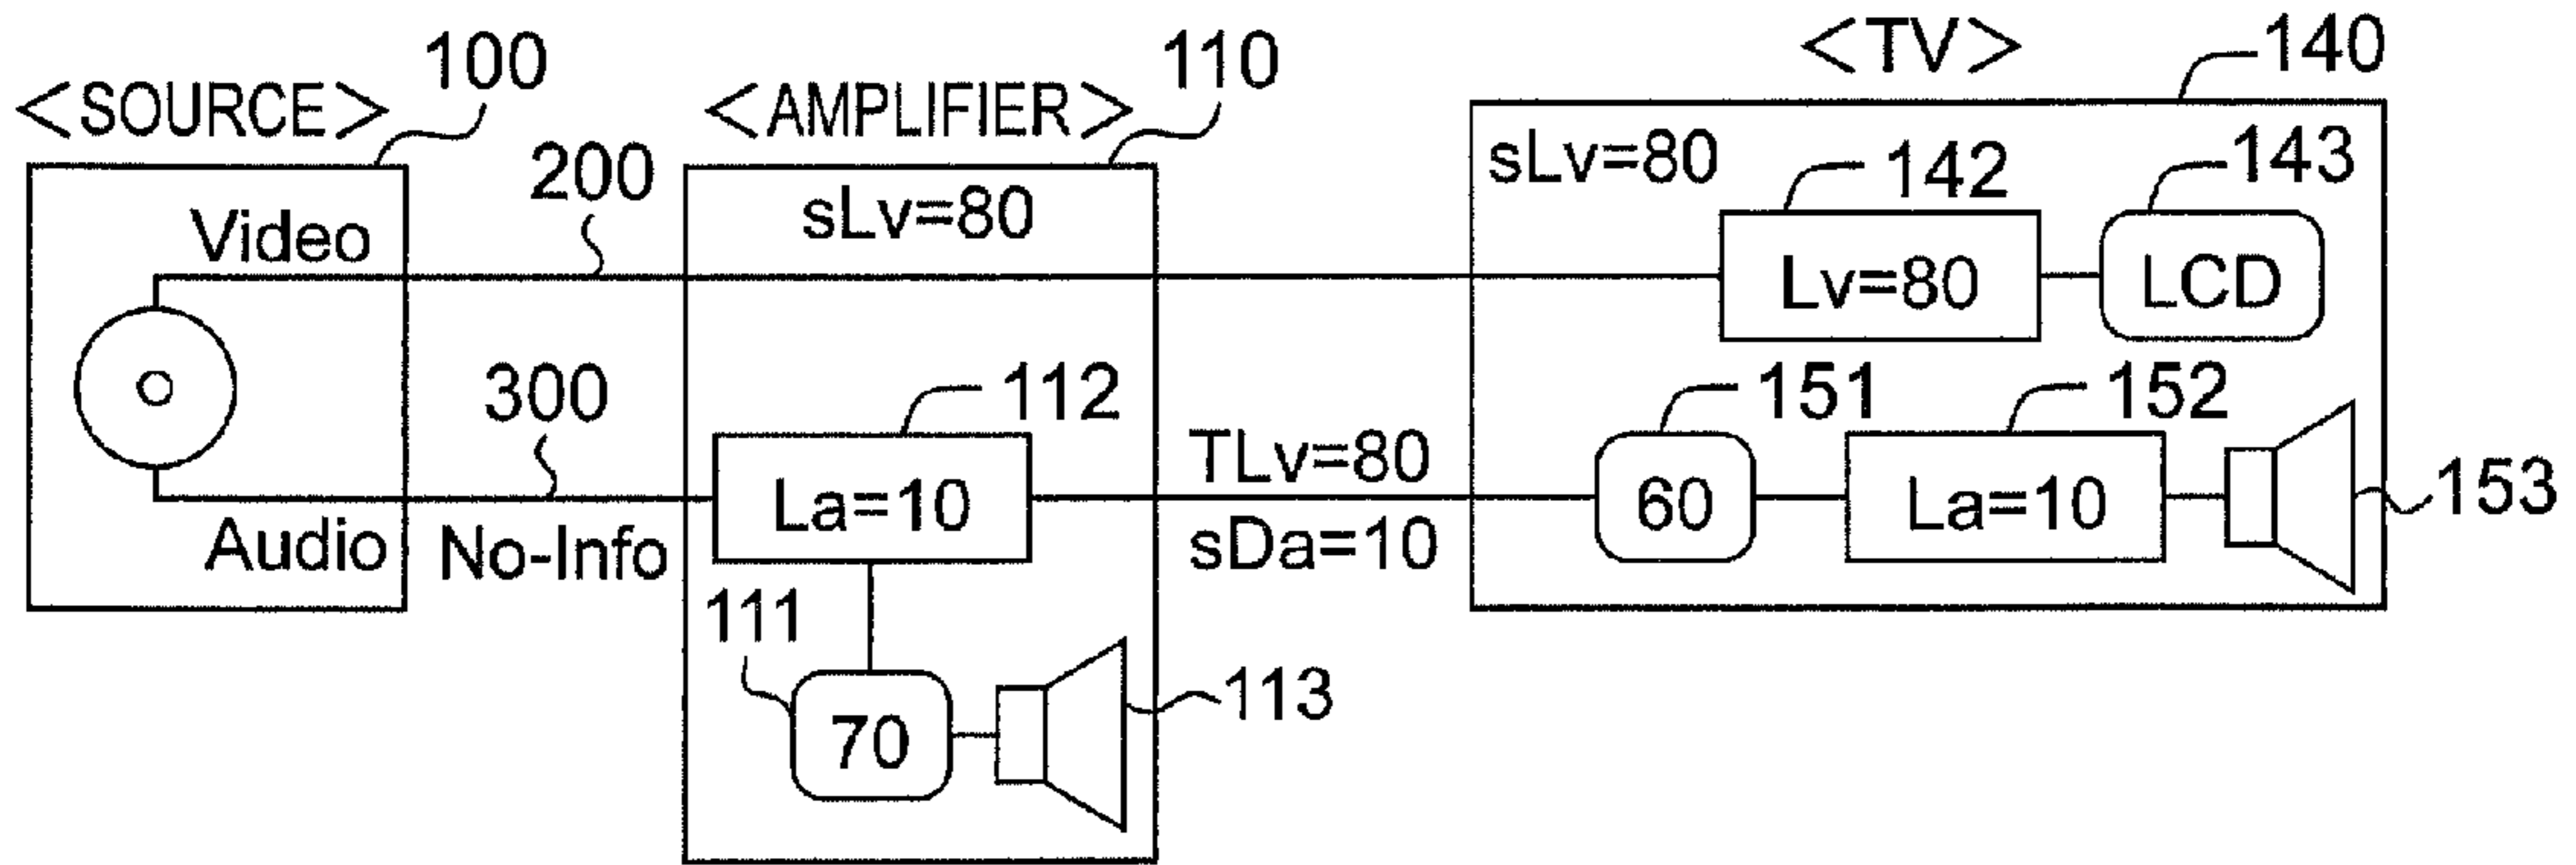 <SOURCE>
100
Video
Audio
200
300
No-Info
<AMPLIFIER>
110
sLv=80
112
La=10
111
70
113
TLv=80
sDa=10
<TV>
140
sLv=80
142
Lv=80
143
LCD
151
60
152
La=10
153